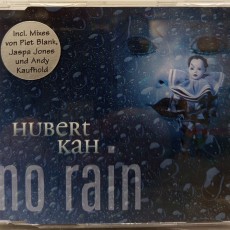 Incl. Mixes
von Piet Blank,
Jaspa Jones
und Andy
Kaufhold
HUBERT
KAH
no rain